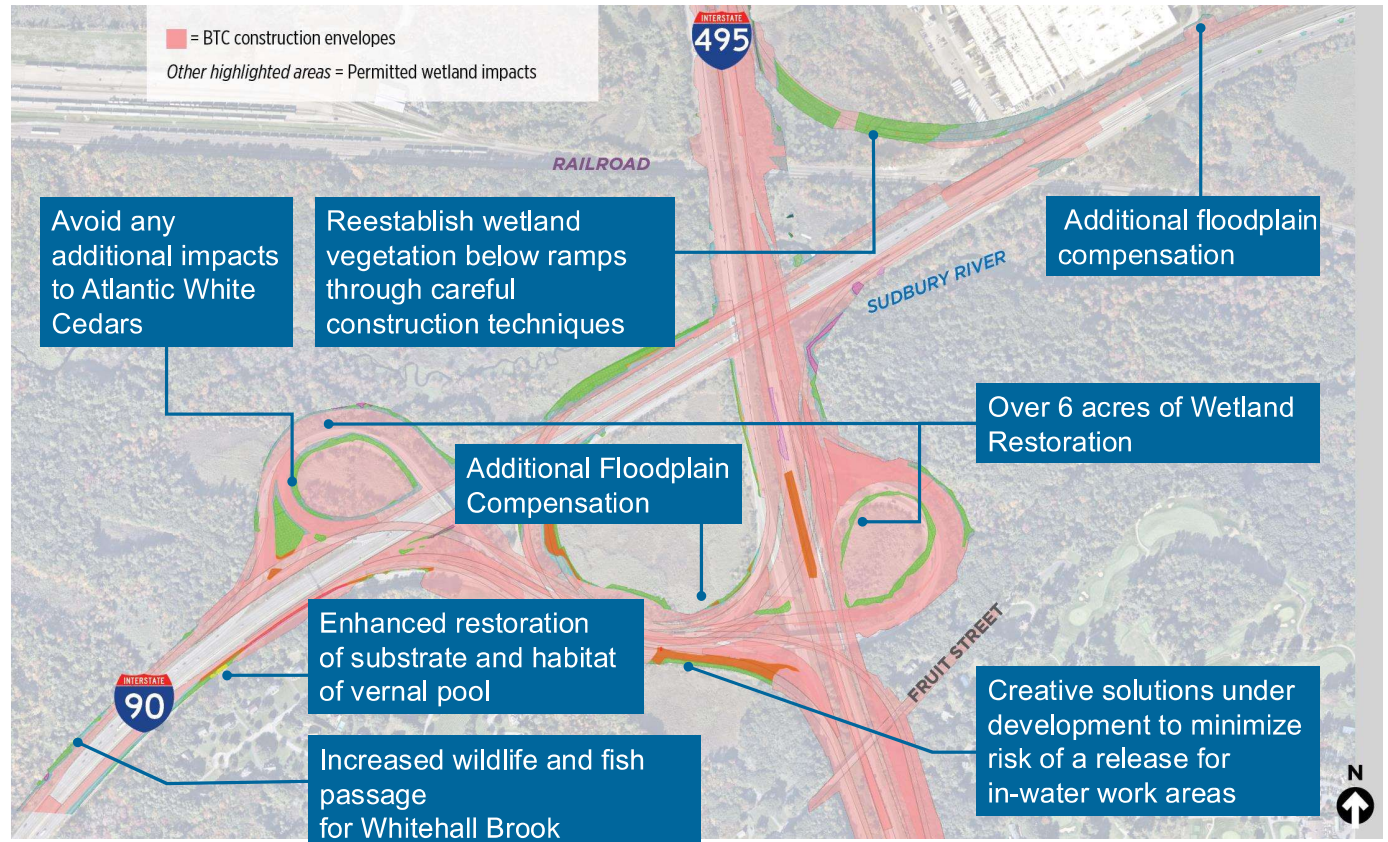 = BTC construction envelopes
Other highlighted areas = Permitted wetland impacts
INTERSTATE
495
RAILROAD
Avoid any
additional impacts
to Atlantic White
Cedars
Reestablish wetland
vegetation below ramps
through careful
construction techniques
Additional floodplain
compensation
SUDBURY RIVER
Over 6 acres of Wetland
Restoration
Additional Floodplain
Compensation
Enhanced restoration
of substrate and habitat
of vernal pool
FRUIT STREET
INTERSTATE
90
Increased wildlife and fish
passage
for Whitehall Brook
Creative solutions under
development to minimize
risk of a release for
in-water work areas
N